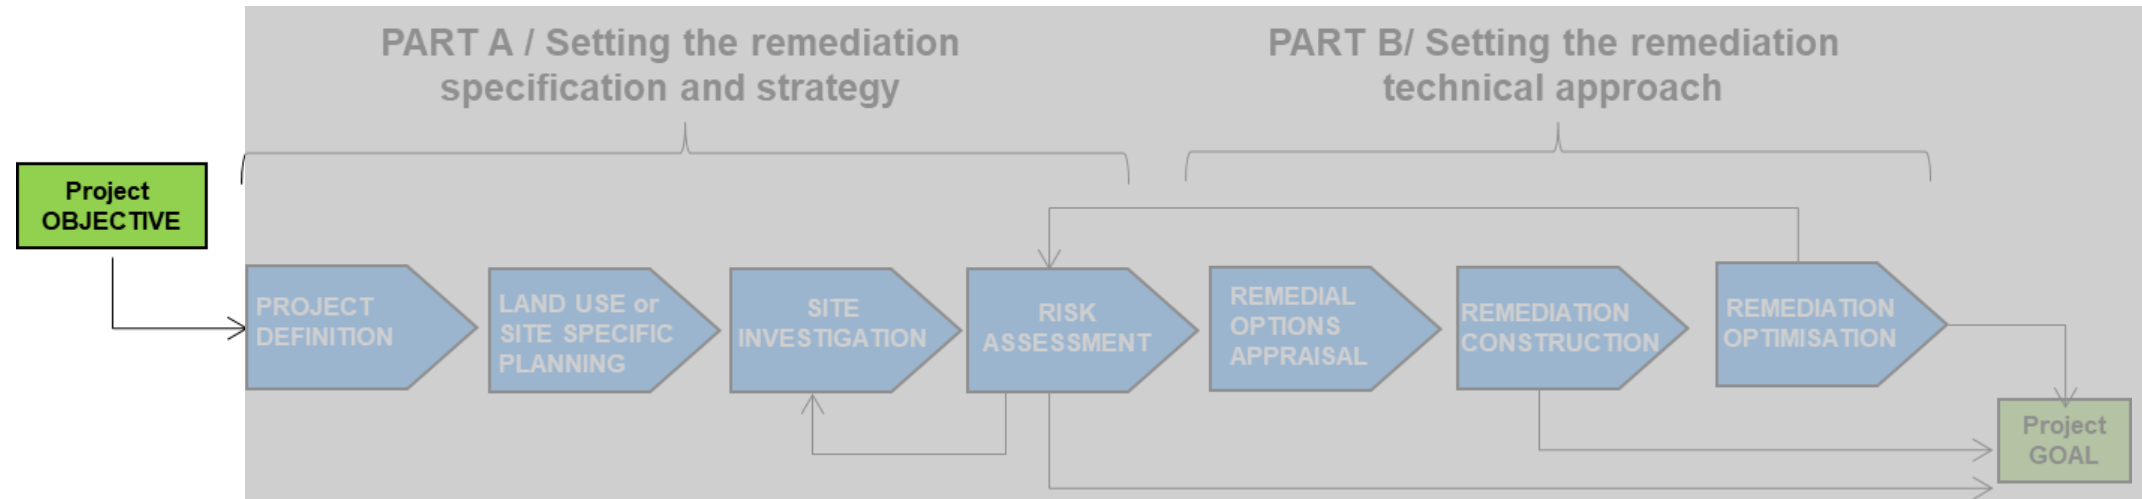 PART A / Setting the remediation
specification and strategy
PART B/ Setting the remediation
technical approach
Project
OBJECTIVE
PROJECT
DEFINITION
LAND USE or
SITE SPECIFIC
PLANNING
SITE
INVESTIGATION
RISK
ASSESSMENT
REMEDIAL
OPTIONS
APPRAISAL
REMEDIATION
CONSTRUCTION
REMEDIATION
OPTIMISATION
Project
GOAL